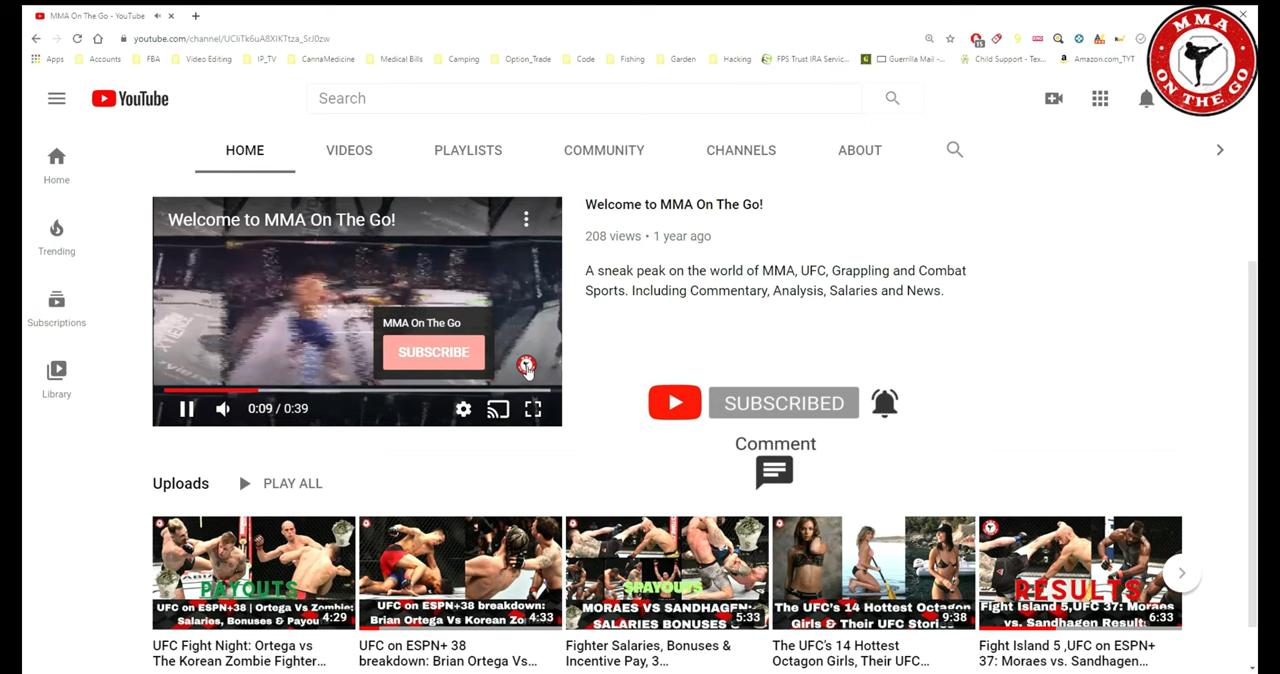 MMA On The Go - YouTube
youtube.com/channel/UCIiTk6uA8XIKTtza_SrJ0zw
15
Apps
Accounts
FBA
Video Editing
IP_TV
CannaMedicine
Medical Bills
Camping
Option_Trade
Code
Fishing
Garden
Hacking
FPS Trust IRA Servic...
Guerrilla Mail -...
Child Support - Tex...
Amazon.com_TYT
MMA
ON THE GO
YouTube
Search
HOME
VIDEOS
PLAYLISTS
COMMUNITY
CHANNELS
ABOUT
Home
Trending
Subscriptions
Library
Welcome to MMA On The Go!
MMA On The Go
SUBSCRIBE
0:09 / 0:39
Welcome to MMA On The Go!
208 views • 1 year ago
A sneak peak on the world of MMA, UFC, Grappling and Combat
Sports. Including Commentary, Analysis, Salaries and News.
SUBSCRIBED
Comment
Uploads
PLAY ALL
PAYOUTS
UFC on ESPN+38 | Ortega Vs Zombie:
Salaries, Bonuses & Payou
4:29
UFC Fight Night: Ortega vs
The Korean Zombie Fighter...
UFC on ESPN+38 breakdown:
Brian Ortega Vs Korean Zo
4:33
UFC on ESPN+ 38
breakdown: Brian Ortega Vs...
$PAYOUTS
MORAES VS SANDHAGEN:
SALARIES BONUSES
5:33
Fighter Salaries, Bonuses &
Incentive Pay, 3...
The UFC's 14 Hottest Octagon
Girls & Their UFC Stori
9:38
The UFC'S 14 Hottest
Octagon Girls, Their UFC...
RESULTS
Fight Island 5,UFC 37: Moraes
vs. Sandhagen Result
6:33
Fight Island 5 ,UFC on ESPN+
37: Moraes vs. Sandhagen...